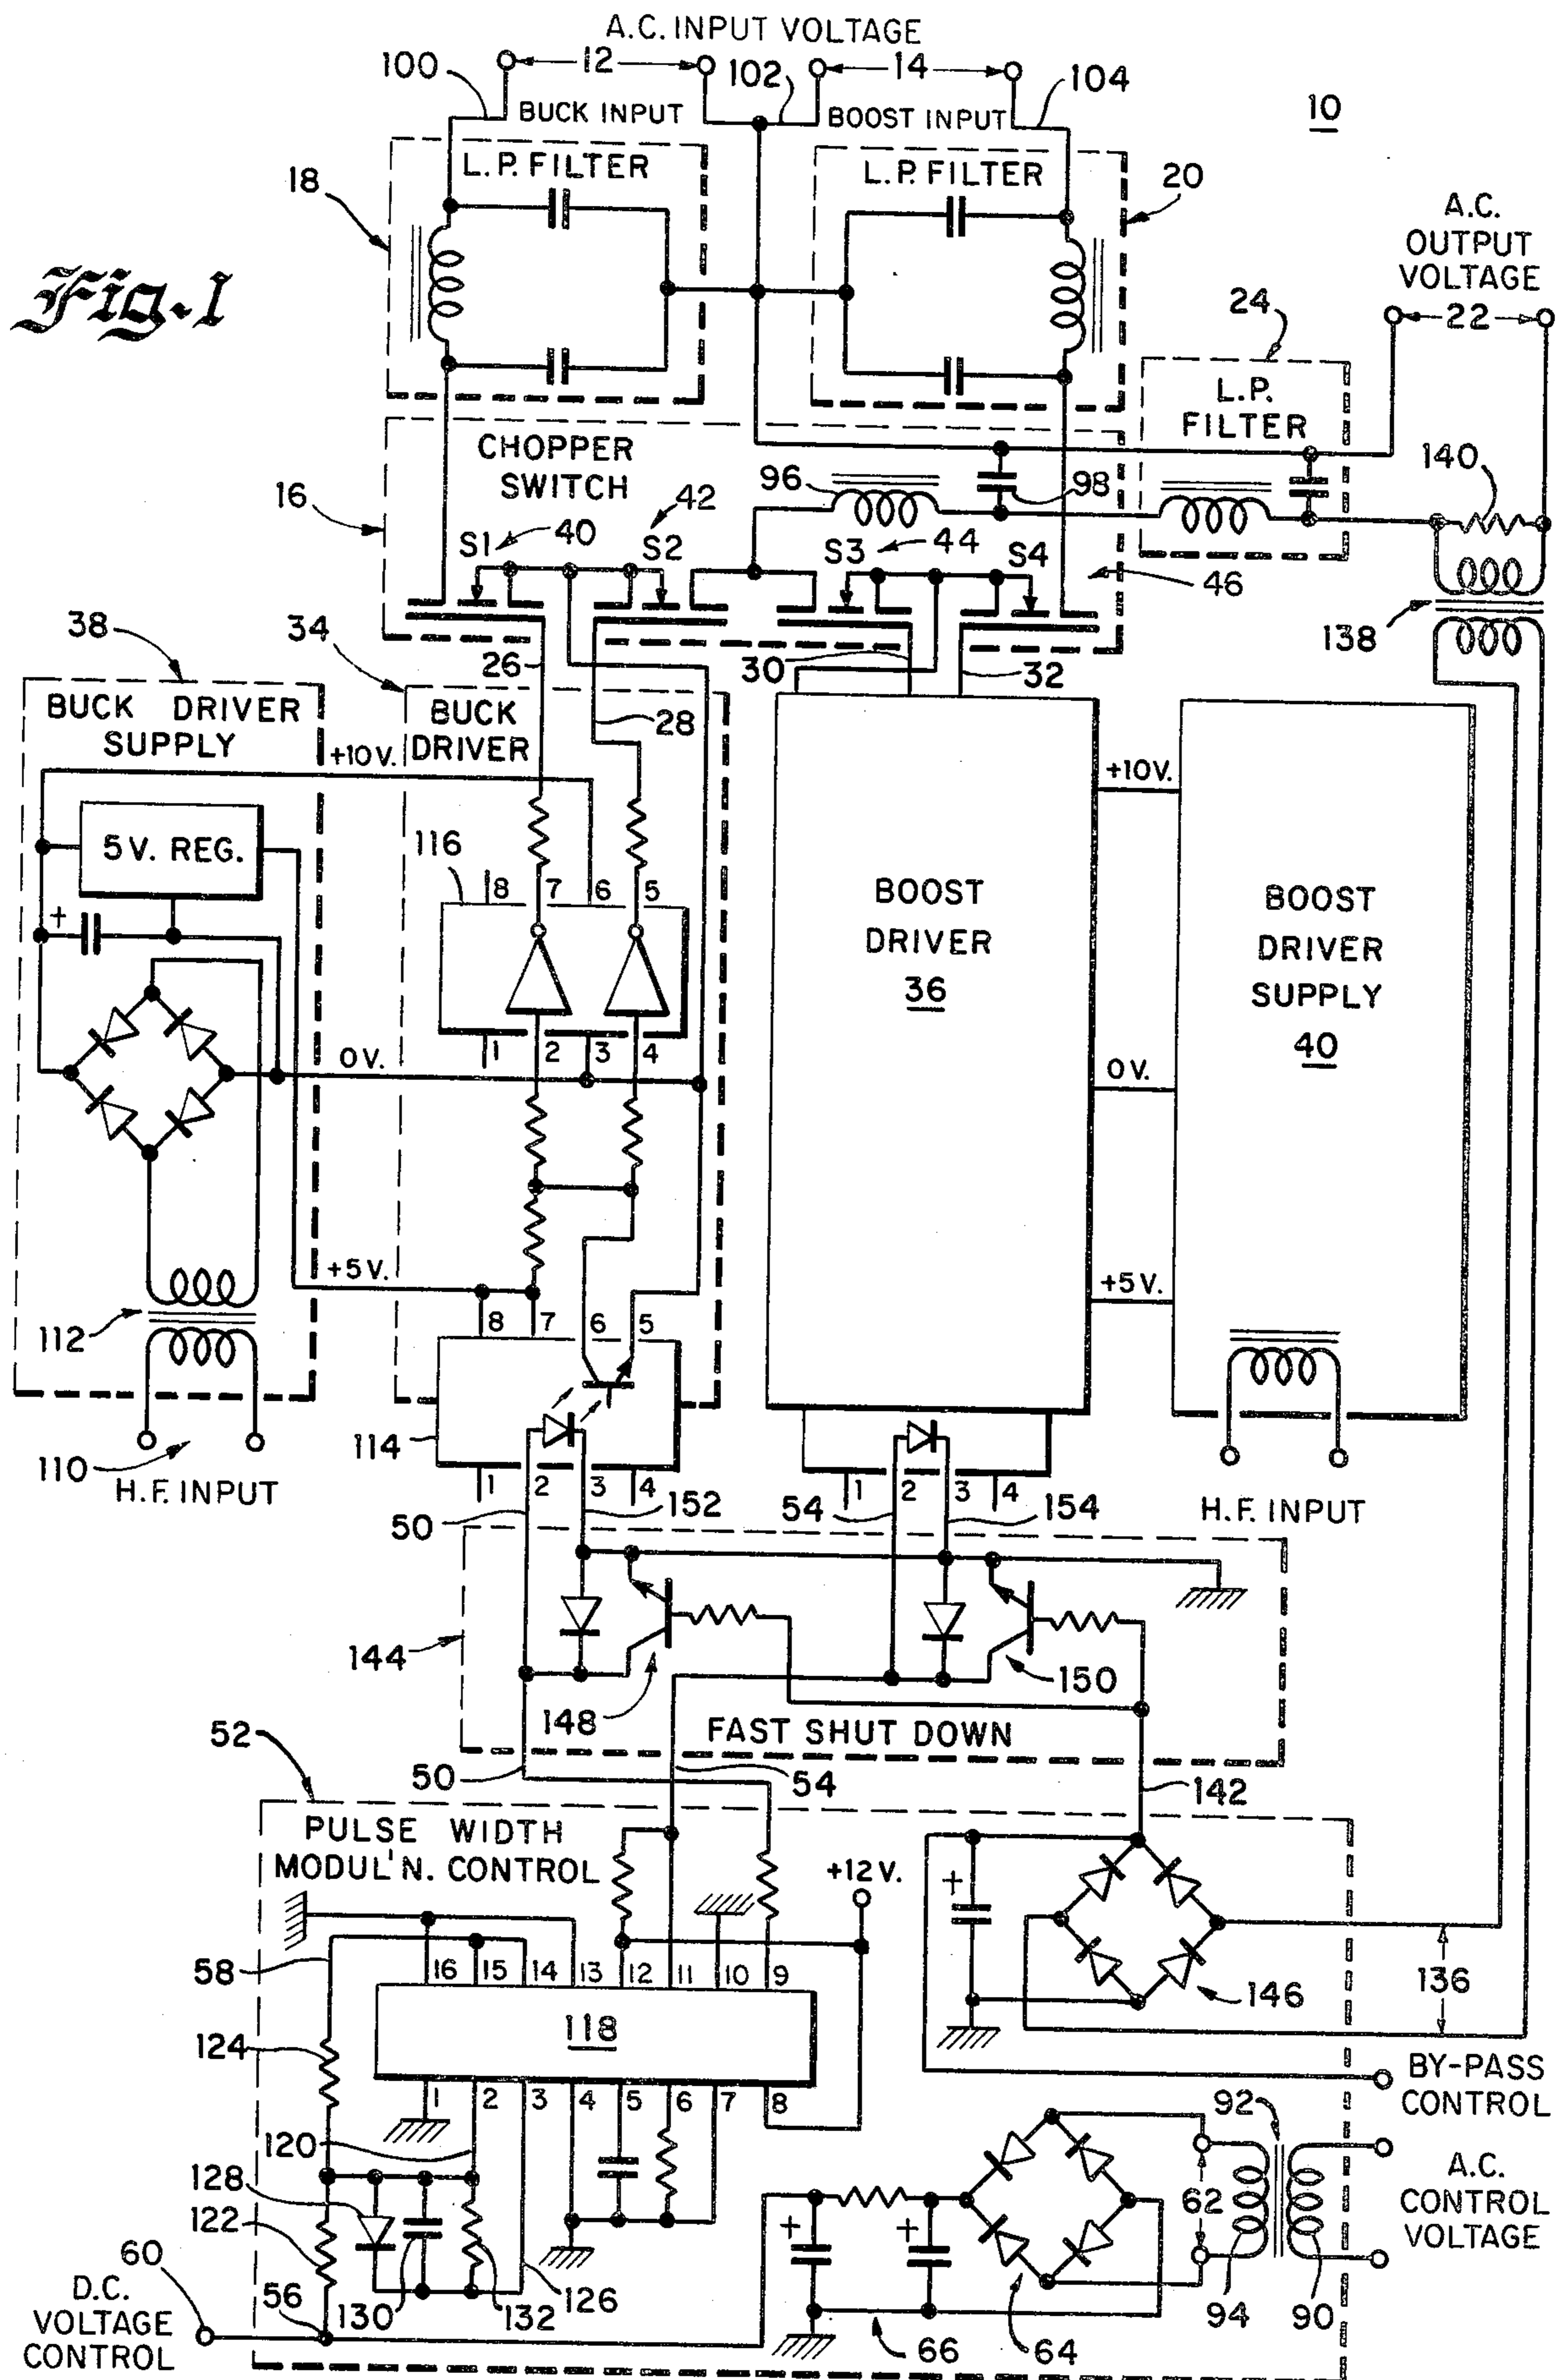 A.C. INPUT VOLTAGE
100
12
102
14
104
10
BUCK INPUT
BOOST INPUT
18
L.P. FILTER
L.P. FILTER
20
Fig. 1
A.C.
OUTPUT
VOLTAGE
22
24
L.P.
FILTER
CHOPPER
SWITCH
16
42
96
98
140
S1
40
S2
S3
44
S4
46
138
38
34
26
30
32
BUCK DRIVER
SUPPLY
BUCK
DRIVER
28
+10V.
+10V.
5 V. REG.
116
8 7 6 5
+
BOOST
DRIVER
36
BOOST
DRIVER
SUPPLY
40
1 2 3 4
0V.
0V.
+5V.
+5V.
8 7 6 5
112
114
110
H.F. INPUT
1 2 3 4
1 2 3 4
50
152
54
154
H.F. INPUT
144
148
150
FAST SHUT DOWN
52
50
54
142
PULSE WIDTH
MODUL'N. CONTROL
+12V.
+
58
16 15 14 13 12 11 10 9
118
146
136
124
1 2 3 4 5 6 7 8
BY-PASS
CONTROL
92
120
128
122
62
A.C.
CONTROL
VOLTAGE
+
+
60
D.C.
VOLTAGE
CONTROL
56
130
132
126
66
64
94
90